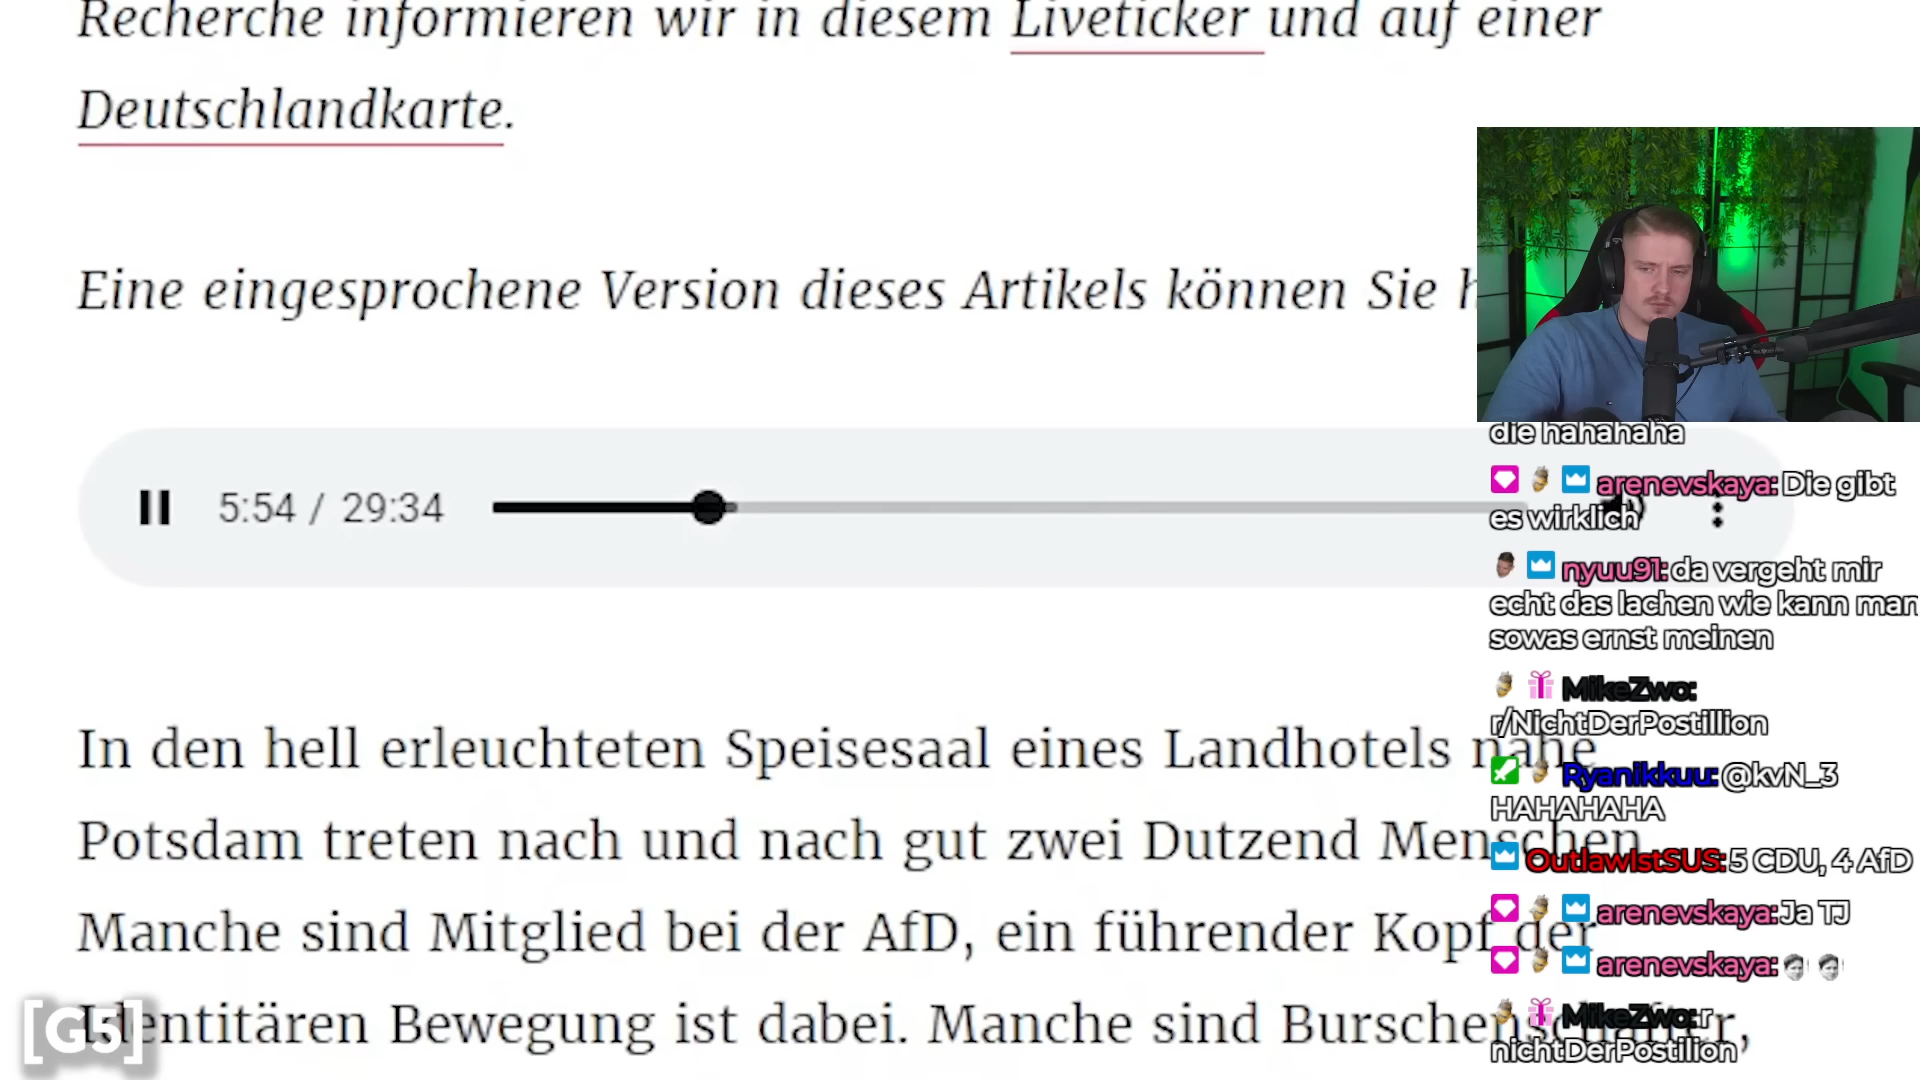 Recherche informieren wir in diesem Liveticker und auf einer
Deutschlandkarte.
Eine eingesprochene Version dieses Artikels können Sie
5:54 / 29:34
In den hell erleuchteten Speisesaal eines Landhotels nahe
Potsdam treten nach und nach gut zwei Dutzend Menschen
Manche sind Mitglied bei der AfD, ein führender Kopf der
Identitären Bewegung ist dabei. Manche sind Burschenschafter,
[G5]
die hahahaha
arenevskaya: Die gibt
es wirklich
nyuu91: da vergeht mir
echt das lachen wie kann man
sowas ernst meinen
MikeZwo:
r/NichtDerPostillion
Ryanikkuu: @kvN_3
HAHAHAHA
OutlawIstSUS: 5 CDU, 4 AfD
arenevskaya: Ja TJ
arenevskaya:
MikeZwo: r
nichtDerPostilion